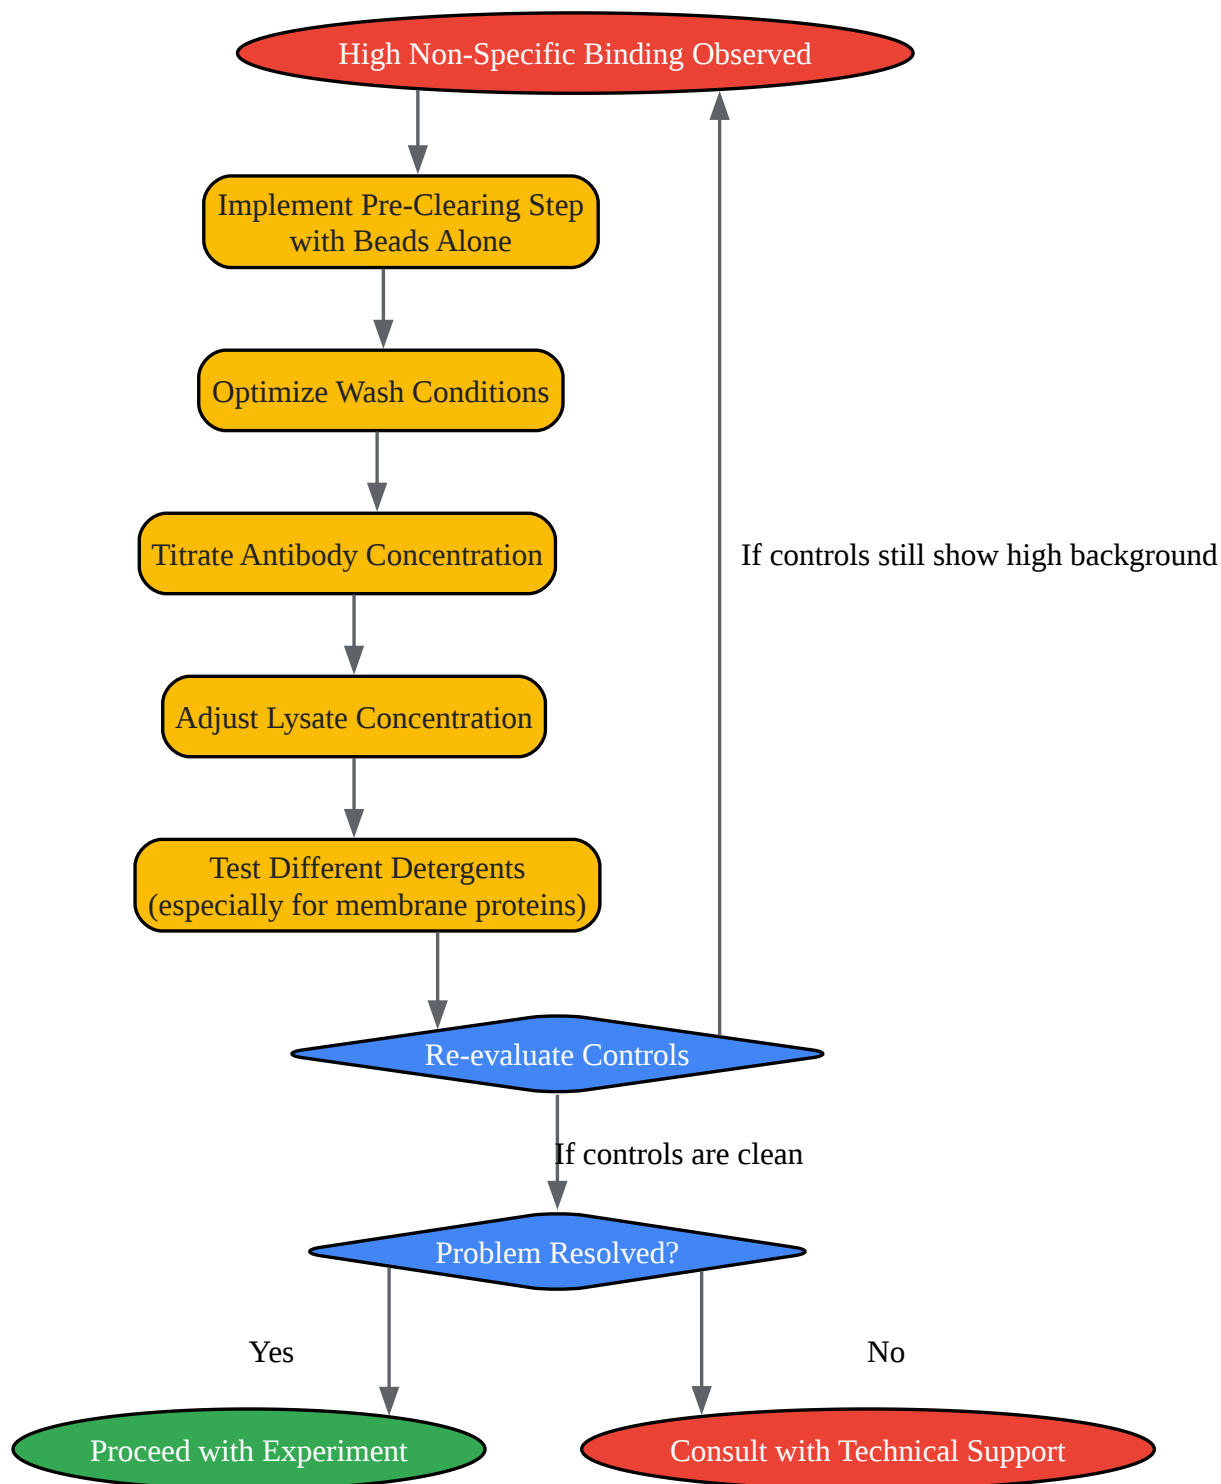 High Non-Specific Binding Observed
Implement Pre-Clearing Step
with Beads Alone
Optimize Wash Conditions
Titrate Antibody Concentration
If controls still show high background
Adjust Lysate Concentration
Test Different Detergents
(especially for membrane proteins)
Re-evaluate Controls
If controls are clean
Problem Resolved?
Yes
No
Proceed with Experiment
Consult with Technical Support